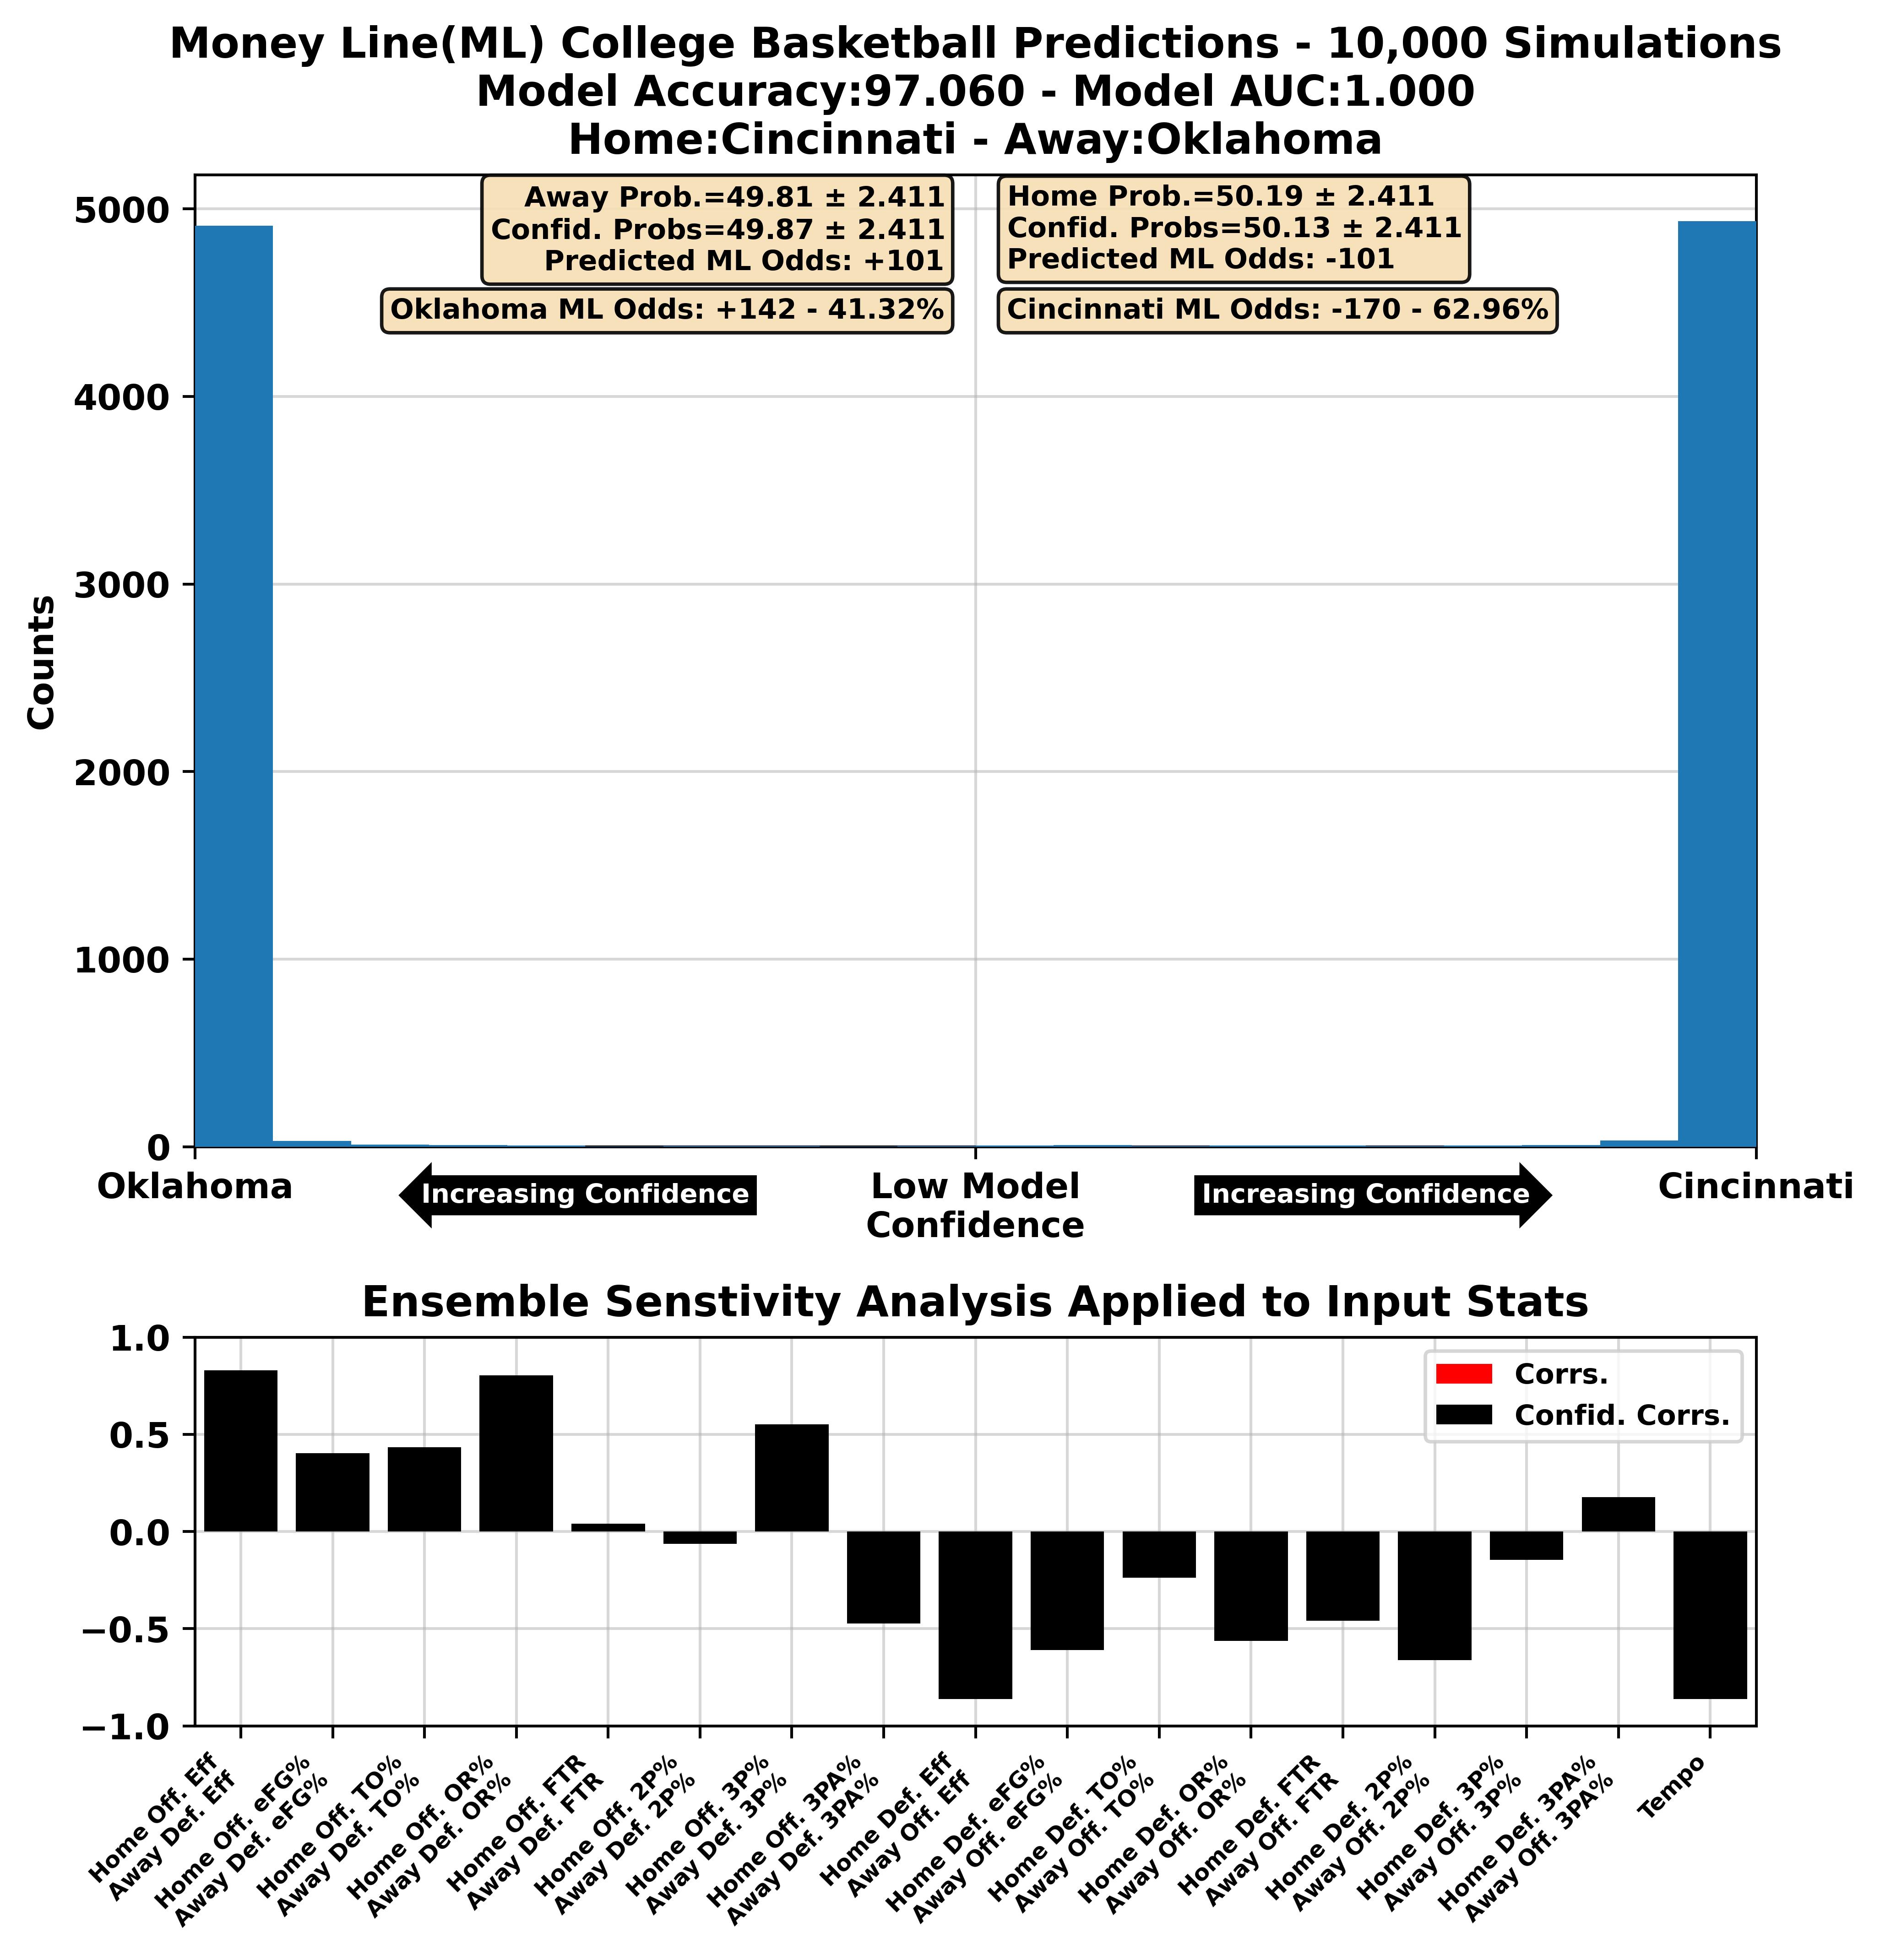 Money Line(ML) College Basketball Predictions - 10,000 Simulations
Model Accuracy:97.060 - Model AUC:1.000
Home:Cincinnati - Away:Oklahoma
Away Prob.=49.81 ± 2.411
Confid. Probs=49.87 ± 2.411
Predicted ML Odds: +101
Home Prob.=50.19 ± 2.411
Confid. Probs=50.13 ± 2.411
Predicted ML Odds: -101
Oklahoma ML Odds: +142 - 41.32%
Cincinnati ML Odds: -170 - 62.96%
5000
4000
3000
2000
1000
0
Counts
Oklahoma
Increasing Confidence
Low Model
Confidence
Increasing Confidence
Cincinnati
Ensemble Senstivity Analysis Applied to Input Stats
1.0
0.5
0.0
−0.5
−1.0
Corrs.
Confid. Corrs.
Home Off. Eff
Away Def. Eff
Home Off. eFG%
Away Def. eFG%
Home Off. TO%
Away Def. TO%
Home Off. OR%
Away Def. OR%
Home Off. FTR
Away Def. FTR
Home Off. 2P%
Away Def. 2P%
Home Off. 3P%
Away Def. 3P%
Home Off. 3PA%
Away Def. 3PA%
Home Def. Eff
Away Off. Eff
Home Def. eFG%
Away Off. eFG%
Home Def. TO%
Away Off. TO%
Home Def. OR%
Away Off. OR%
Home Def. FTR
Away Off. FTR
Home Def. 2P%
Away Off. 2P%
Home Def. 3P%
Away Off. 3P%
Home Def. 3PA%
Away Off. 3PA%
Tempo